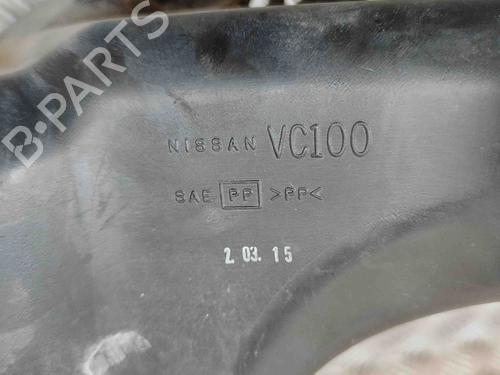 B-PARTS
NISSAN VC100
SAE PP >PP<
2. 03. 15